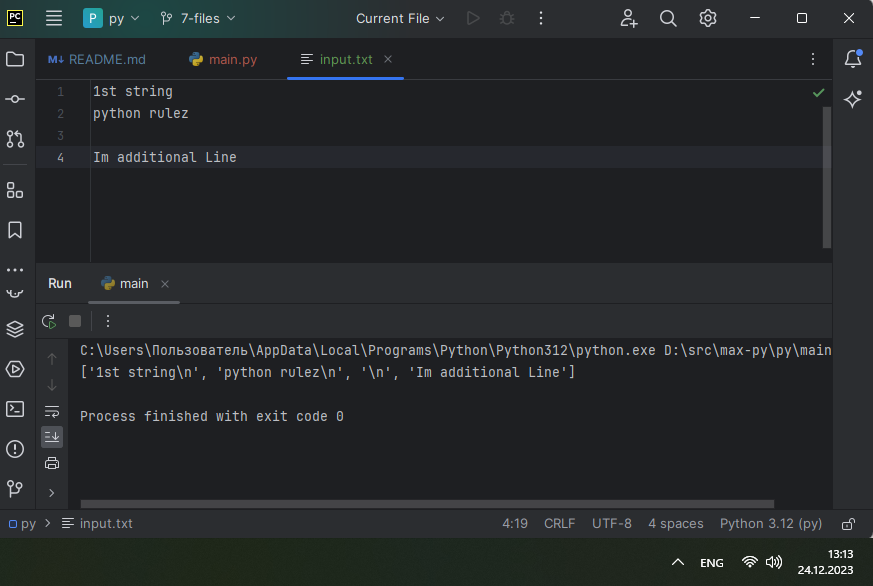 PC P py 7-files Current File
README.md main.py input.txt
1 1st string
2 python rulez
3
4 Im additional Line
Run main
C:\Users\Пользователь\AppData\Local\Programs\Python\Python312\python.exe D:\src\max-py\py\main
['1st string\n', 'python rulez\n', '\n', 'Im additional Line']
Process finished with exit code 0
py > input.txt 4:19 CRLF UTF-8 4 spaces Python 3.12 (py)
ENG 13:13
24.12.2023